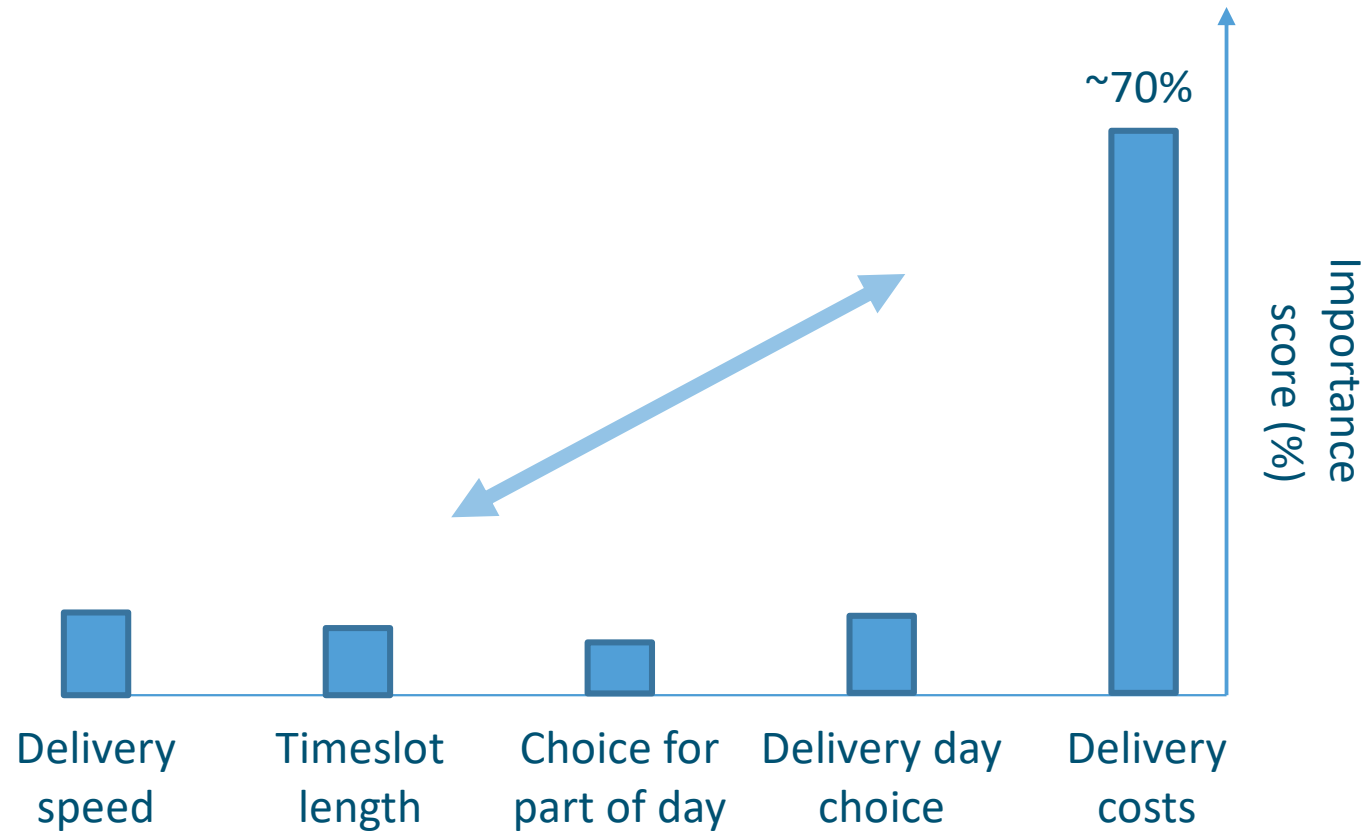 ~70%
Importance
score (%)
Delivery
speed
Timeslot
length
Choice for
part of day
Delivery day
choice
Delivery
costs